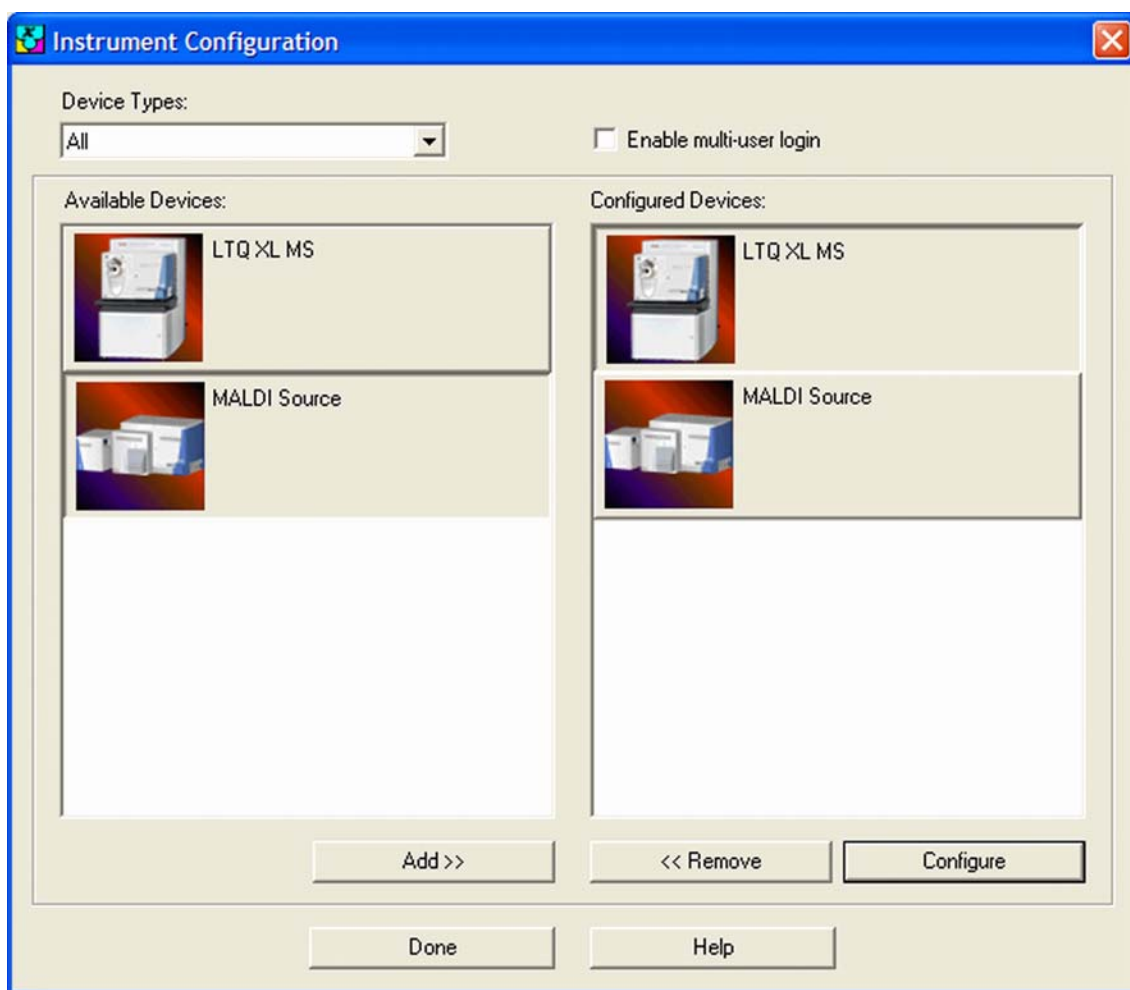 Instrument Configuration
Device Types:
All
Enable multi-user login
Available Devices:
Configured Devices:
LTQ XL MS
LTQ XL MS
MALDI Source
MALDI Source
Add >>
<< Remove
Configure
Done
Help